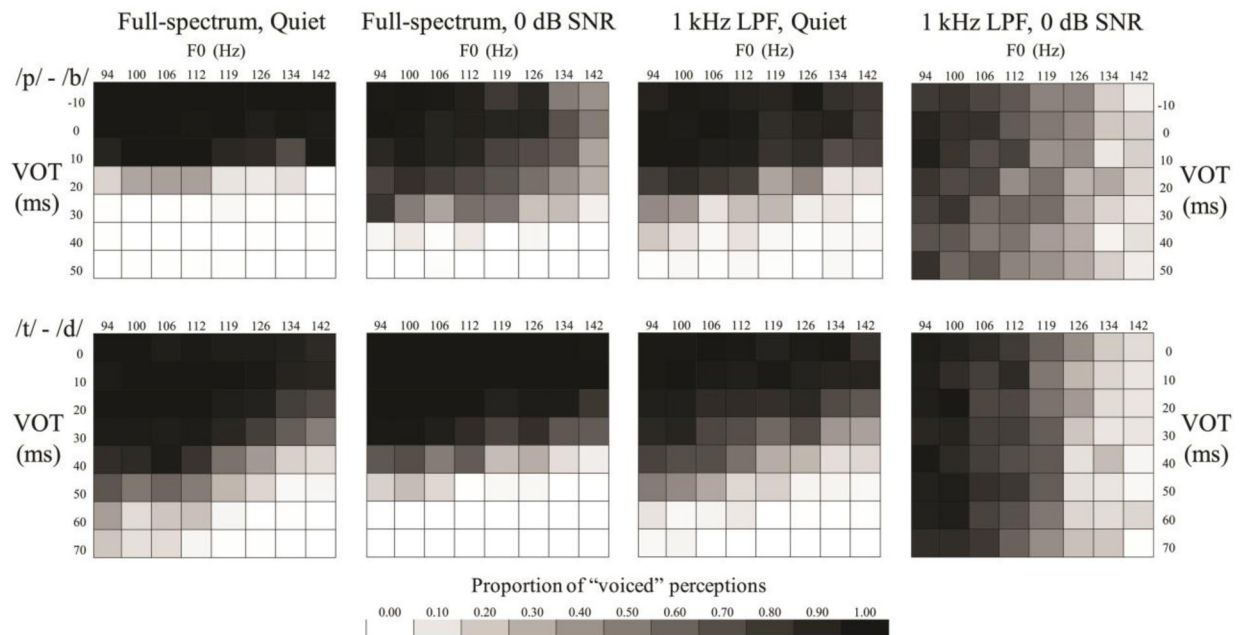 Full-spectrum, Quiet Full-spectrum, 0 dB SNR 1 kHz LPF, Quiet 1 kHz LPF, 0 dB SNR
F0 (Hz) F0 (Hz) F0 (Hz) F0 (Hz)
/p/ - /b/ 94 100 106 112 119 126 134 142 94 100 106 112 119 126 134 142 94 100 106 112 119 126 134 142 94 100 106 112 119 126 134 142
-10 -10
0 0
10 10
VOT 20 20 VOT
(ms) 30 30 (ms)
40 40
50 50
/t/ - /d/ 94 100 106 112 119 126 134 142 94 100 106 112 119 126 134 142 94 100 106 112 119 126 134 142 94 100 106 112 119 126 134 142
0 0
10 10
20 20
VOT 30 30 VOT
(ms) 40 40 (ms)
50 50
60 60
70 70
Proportion of “voiced” perceptions
0.00 0.10 0.20 0.30 0.40 0.50 0.60 0.70 0.80 0.90 1.00